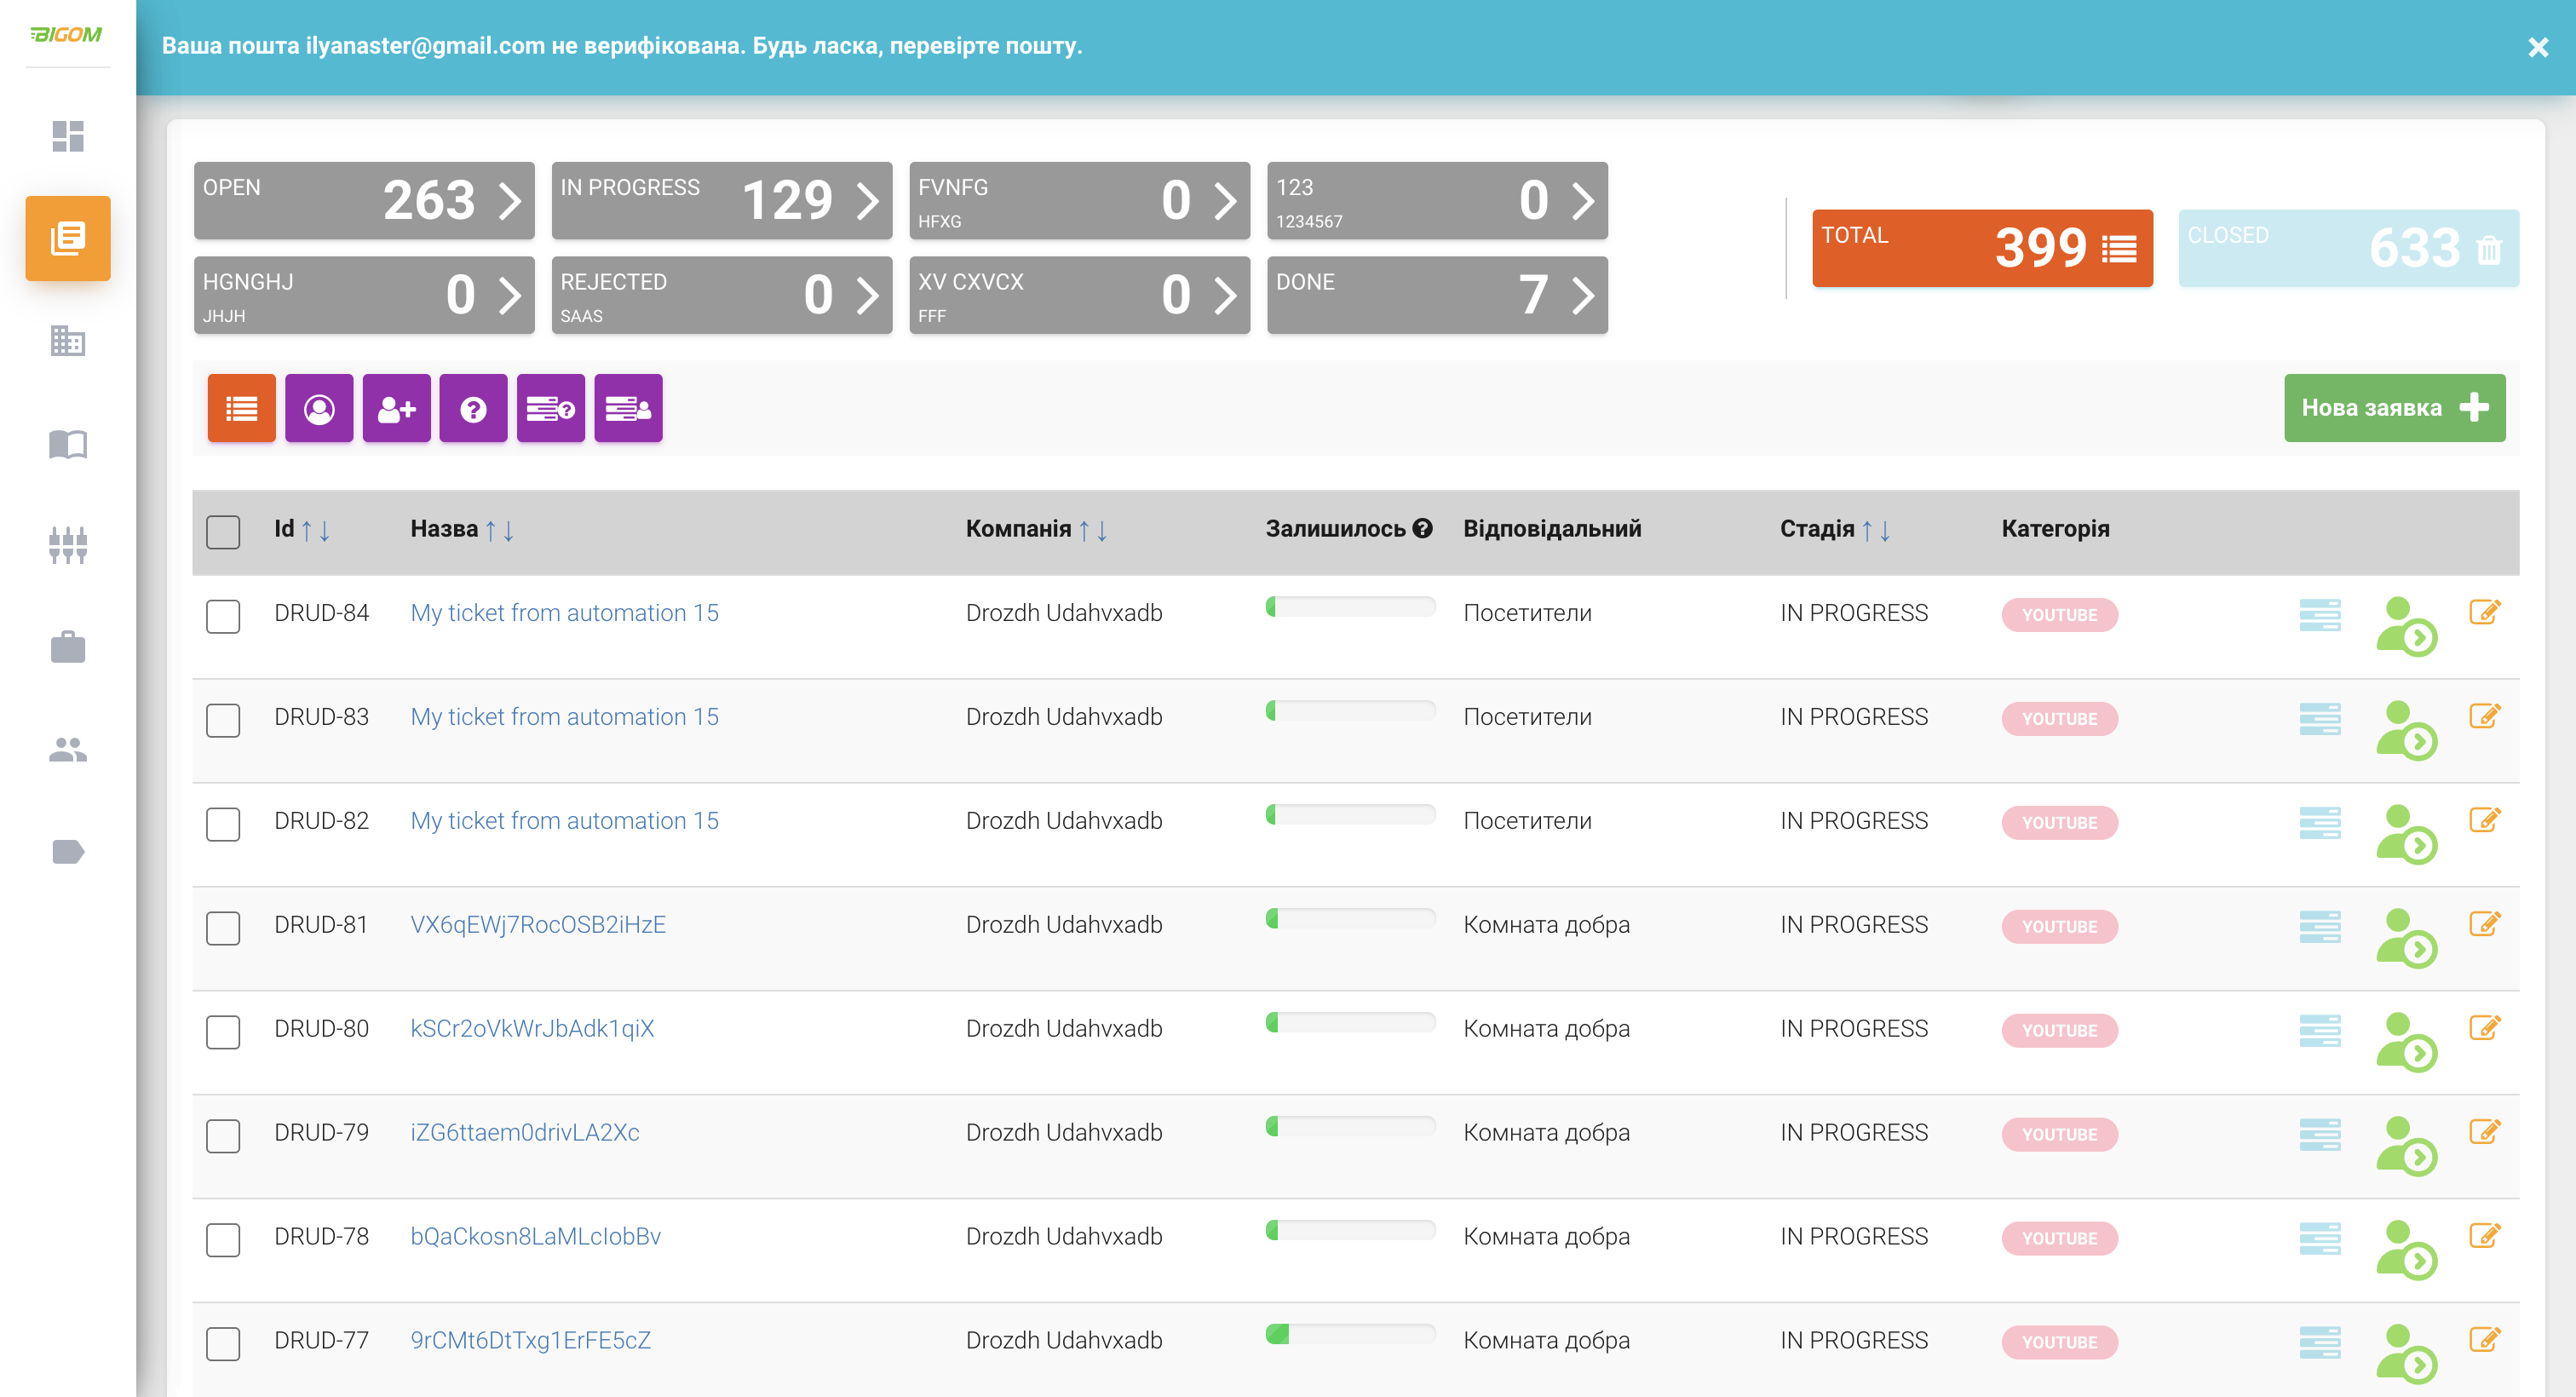 BIGOM
Ваша пошта ilyanaster@gmail.com не верифікована. Будь ласка, перевірте пошту.
OPEN 263
IN PROGRESS 129
FVNFG 0
HFXG
123 0
1234567
TOTAL 399
CLOSED 633
HGNGHJ 0
JHJH
REJECTED 0
SAAS
XV CXVCX 0
FFF
DONE 7
Нова заявка
Id Назва Компанія Залишилось Відповідальний Стадія Категорія
DRUD-84 My ticket from automation 15 Drozdh Udahvxadb Посетители IN PROGRESS YOUTUBE
DRUD-83 My ticket from automation 15 Drozdh Udahvxadb Посетители IN PROGRESS YOUTUBE
DRUD-82 My ticket from automation 15 Drozdh Udahvxadb Посетители IN PROGRESS YOUTUBE
DRUD-81 VX6qEWj7RocOSB2iHzE Drozdh Udahvxadb Комната добра IN PROGRESS YOUTUBE
DRUD-80 kSCr2oVkWrJbAdk1qiX Drozdh Udahvxadb Комната добра IN PROGRESS YOUTUBE
DRUD-79 iZG6ttaem0drivLA2Xc Drozdh Udahvxadb Комната добра IN PROGRESS YOUTUBE
DRUD-78 bQaCkosn8LaMLcIobBv Drozdh Udahvxadb Комната добра IN PROGRESS YOUTUBE
DRUD-77 9rCMt6DtTxg1ErFE5cZ Drozdh Udahvxadb Комната добра IN PROGRESS YOUTUBE